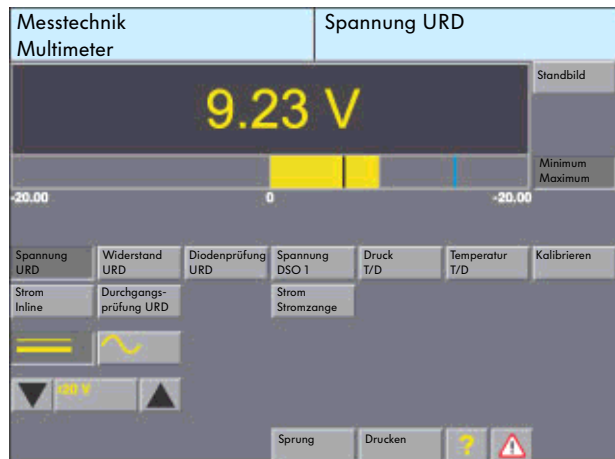 Messtechnik
Multimeter
Spannung URD
9.23 V
Standbild
Minimum
Maximum
-20.00
0
-20.00
Spannung
URD
Widerstand
URD
Diodenprüfung
URD
Spannung
DSO 1
Druck
T/D
Temperatur
T/D
Kalibrieren
Strom
Inline
Durchgangs-
prüfung URD
Strom
Stromzange
±20 V
Sprung
Drucken
?